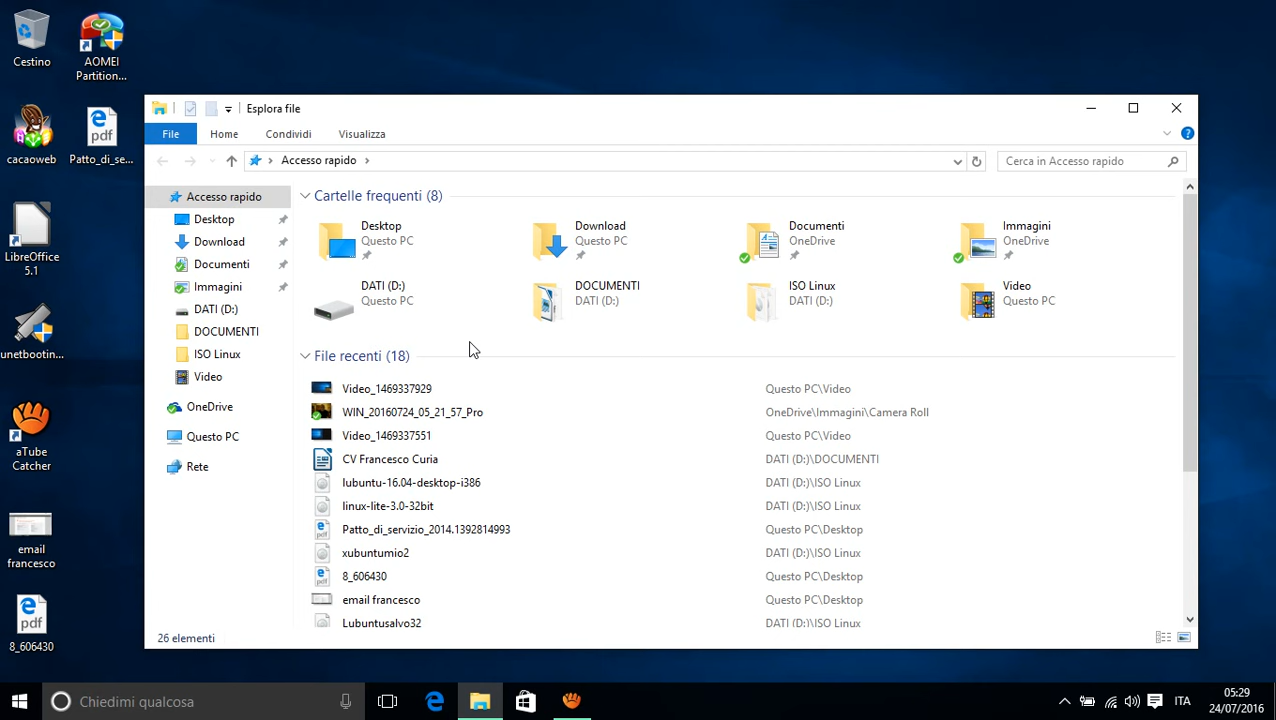 Cestino
AOMEI
Partition...
cacaoweb
Patto_di_se...
LibreOffice
5.1
unetbootin...
aTube
Catcher
email
francesco
8_606430
Esplora file
File Home Condividi Visualizza
Accesso rapido
Cerca in Accesso rapido
Accesso rapido
Desktop
Download
Documenti
Immagini
DATI (D:)
DOCUMENTI
ISO Linux
Video
OneDrive
Questo PC
Rete
Cartelle frequenti (8)
Desktop
Questo PC
Download
Questo PC
Documenti
OneDrive
Immagini
OneDrive
DATI (D:)
Questo PC
DOCUMENTI
DATI (D:)
ISO Linux
DATI (D:)
Video
Questo PC
File recenti (18)
Video_1469337929 Questo PC\Video
WIN_20160724_05_21_57_Pro OneDrive\Immagini\Camera Roll
Video_1469337551 Questo PC\Video
CV Francesco Curia DATI (D:)\DOCUMENTI
lubuntu-16.04-desktop-i386 DATI (D:)\ISO Linux
linux-lite-3.0-32bit DATI (D:)\ISO Linux
Patto_di_servizio_2014.1392814993 Questo PC\Desktop
xubuntumio2 DATI (D:)\ISO Linux
8_606430 Questo PC\Desktop
email francesco Questo PC\Desktop
Lubuntusalvo32 DATI (D:)\ISO Linux
26 elementi
Chiedimi qualcosa
ITA
05:29
24/07/2016